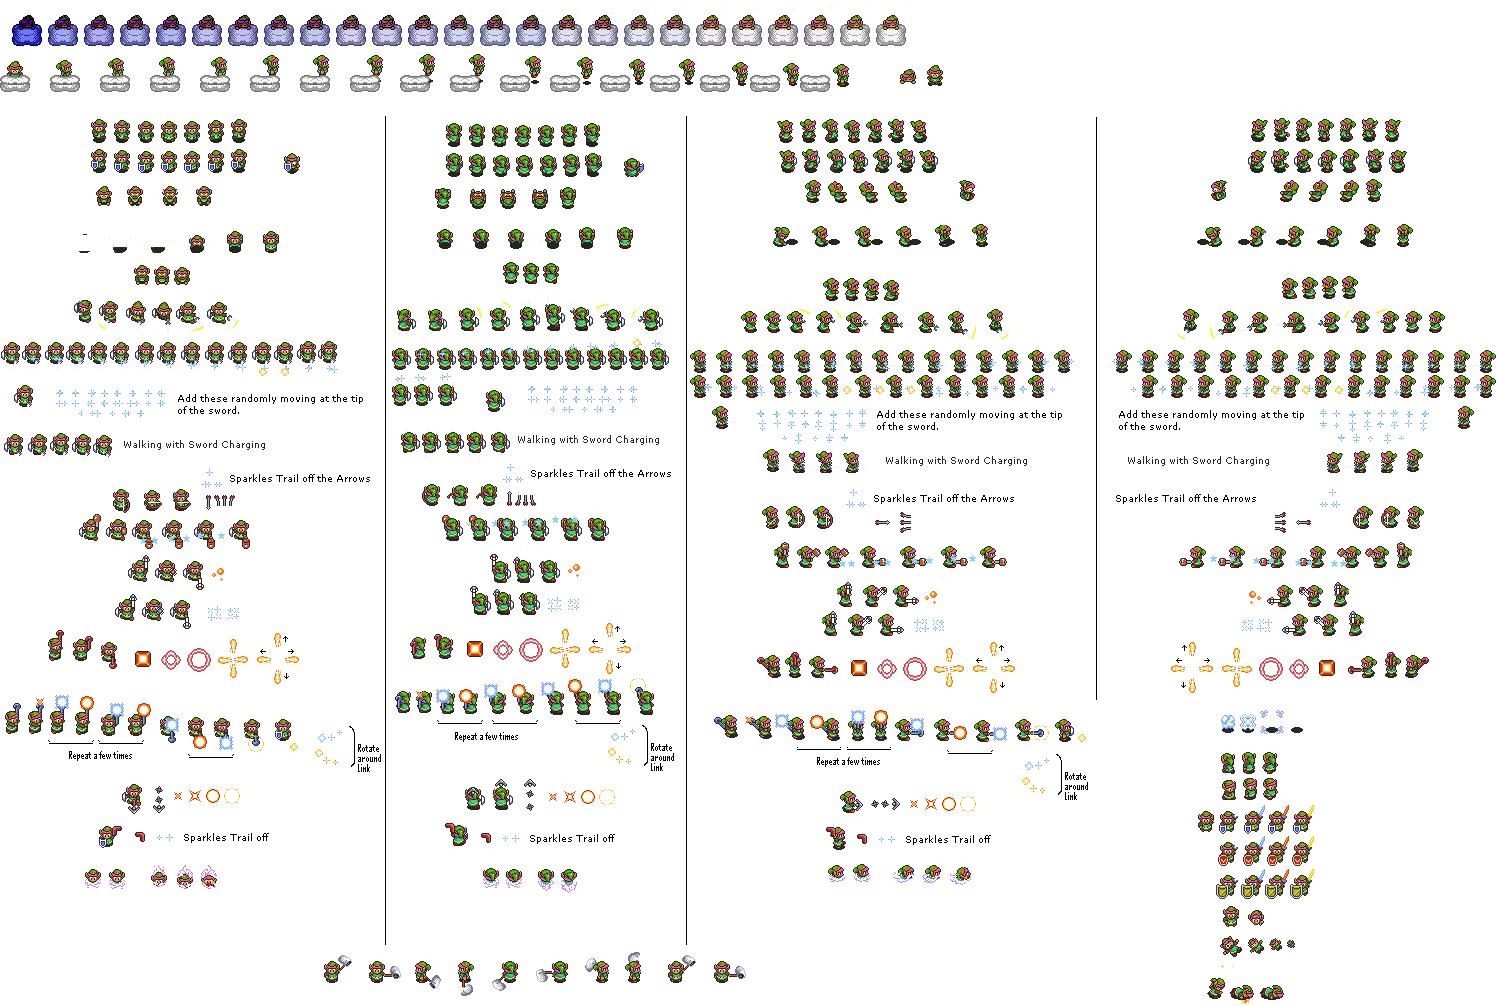 Add these randomly moving at the tip
of the sword.
Walking with Sword Charging
Sparkles Trail off the Arrows
Repeat a few times
Rotate
around
Link
Sparkles Trail off
Walking with Sword Charging
Sparkles Trail off the Arrows
Repeat a few times
Rotate
around
Link
Sparkles Trail off
Add these randomly moving at the tip
of the sword.
Walking with Sword Charging
Sparkles Trail off the Arrows
Repeat a few times
Rotate
around
Link
Sparkles Trail off
Add these randomly moving at the tip
of the sword.
Walking with Sword Charging
Sparkles Trail off the Arrows